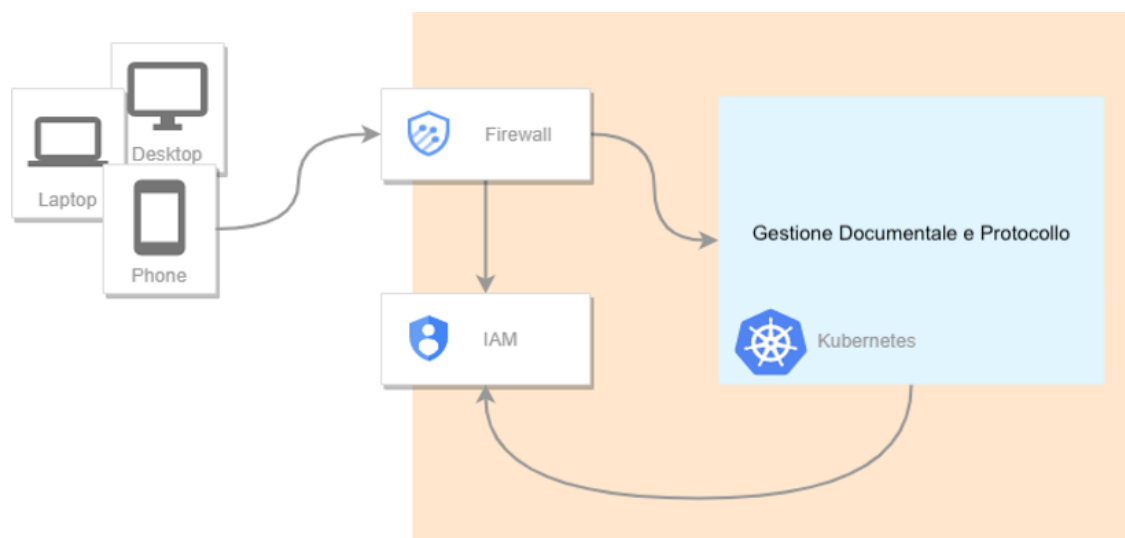 Desktop
Laptop
Phone
Firewall
IAM
Gestione Documentale e Protocollo
Kubernetes